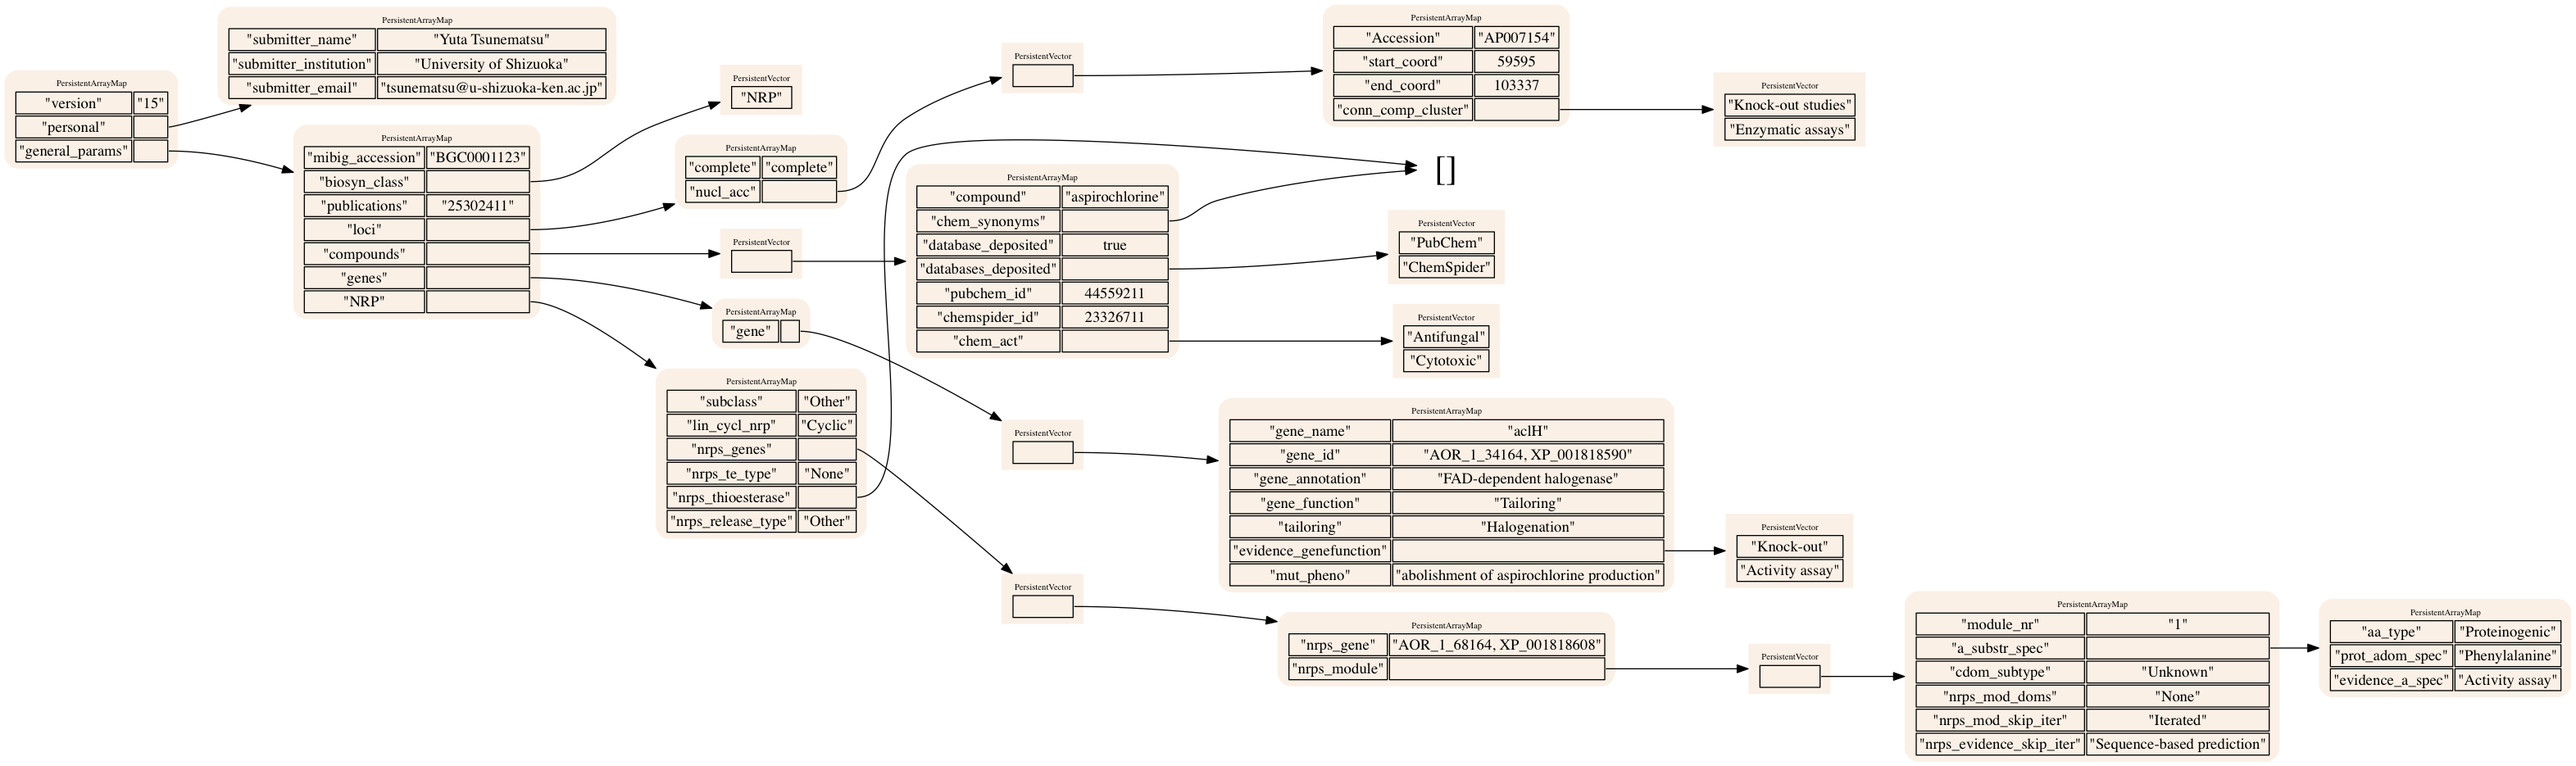 PersistentArrayMap
"version" "15"
"personal"
"general_params"
PersistentArrayMap
"submitter_name" "Yuta Tsunematsu"
"submitter_institution" "University of Shizuoka"
"submitter_email" "tsunematsu@u-shizuoka-ken.ac.jp"
PersistentArrayMap
"mibig_accession" "BGC0001123"
"biosyn_class"
"publications" "25302411"
"loci"
"compounds"
"genes"
"NRP"
PersistentVector
"NRP"
PersistentArrayMap
"complete" "complete"
"nucl_acc"
PersistentVector
PersistentArrayMap
"gene"
PersistentArrayMap
"subclass" "Other"
"lin_cycl_nrp" "Cyclic"
"nrps_genes"
"nrps_te_type" "None"
"nrps_thioesterase"
"nrps_release_type" "Other"
PersistentVector
PersistentArrayMap
"compound" "aspirochlorine"
"chem_synonyms"
"database_deposited" true
"databases_deposited"
"pubchem_id" 44559211
"chemspider_id" 23326711
"chem_act"
PersistentVector
PersistentVector
PersistentArrayMap
"Accession" "AP007154"
"start_coord" 59595
"end_coord" 103337
"conn_comp_cluster"
[]
PersistentVector
"PubChem"
"ChemSpider"
PersistentVector
"Antifungal"
"Cytotoxic"
PersistentArrayMap
"gene_name" "aclH"
"gene_id" "AOR_1_34164, XP_001818590"
"gene_annotation" "FAD-dependent halogenase"
"gene_function" "Tailoring"
"tailoring" "Halogenation"
"evidence_genefunction"
"mut_pheno" "abolishment of aspirochlorine production"
PersistentArrayMap
"nrps_gene" "AOR_1_68164, XP_001818608"
"nrps_module"
PersistentVector
"Knock-out studies"
"Enzymatic assays"
PersistentVector
"Knock-out"
"Activity assay"
PersistentVector
PersistentArrayMap
"module_nr" "1"
"a_substr_spec"
"cdom_subtype" "Unknown"
"nrps_mod_doms" "None"
"nrps_mod_skip_iter" "Iterated"
"nrps_evidence_skip_iter" "Sequence-based prediction"
PersistentArrayMap
"aa_type" "Proteinogenic"
"prot_adom_spec" "Phenylalanine"
"evidence_a_spec" "Activity assay"